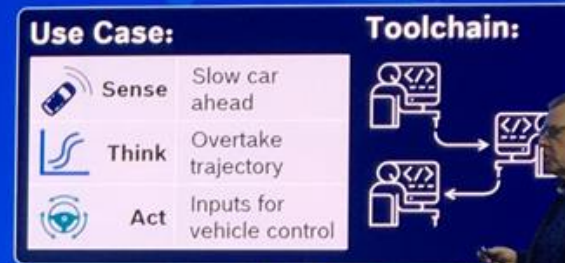 Use Case:
Sense
Slow car
ahead
Think
Overtake
trajectory
Act
Inputs for
vehicle control
Toolchain:
</>
</>
</>